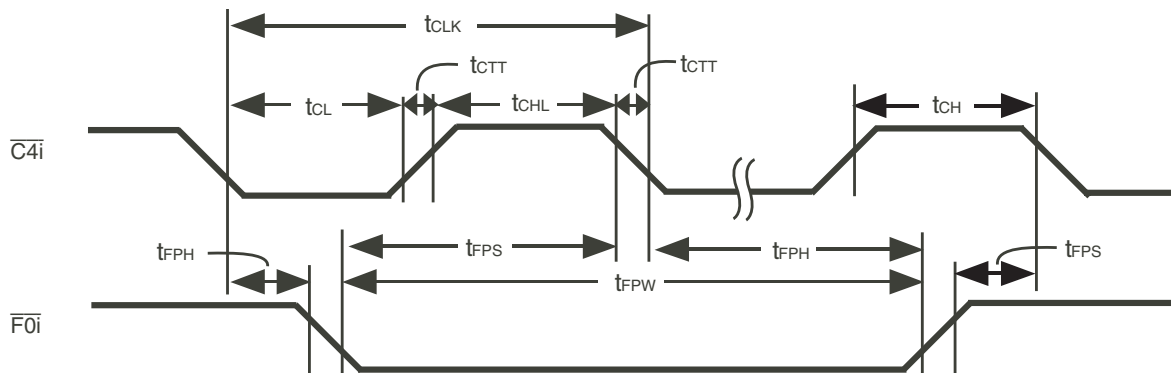 tCLK
tCTT
tCTT
tCL
tCHL
tCH
C4i
tFPH
tFPS
tFPH
tFPS
tFPW
F0i